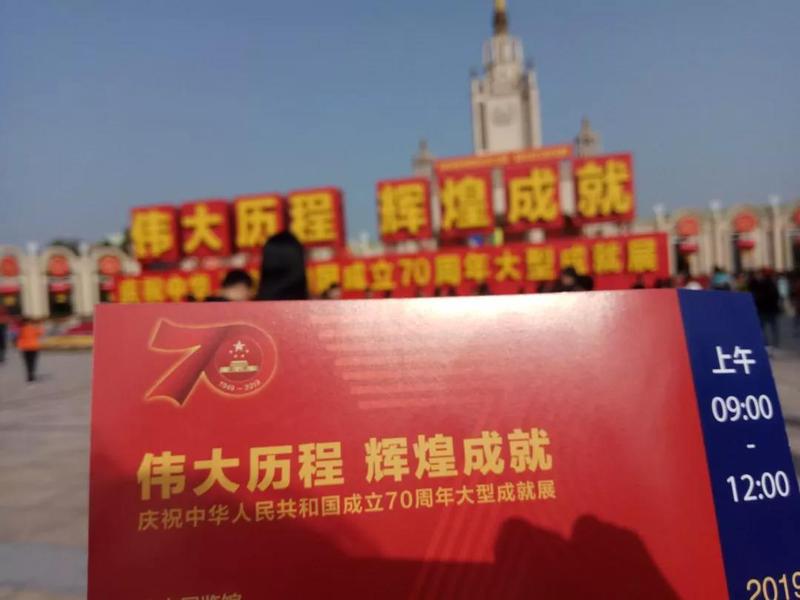 伟大历程 辉煌成就
庆祝中华
民共和国成立70周年大型成就展
70
1949-2019
伟大历程 辉煌成就
庆祝中华人民共和国成立70周年大型成就展
上午
09:00
-
12:00
2019